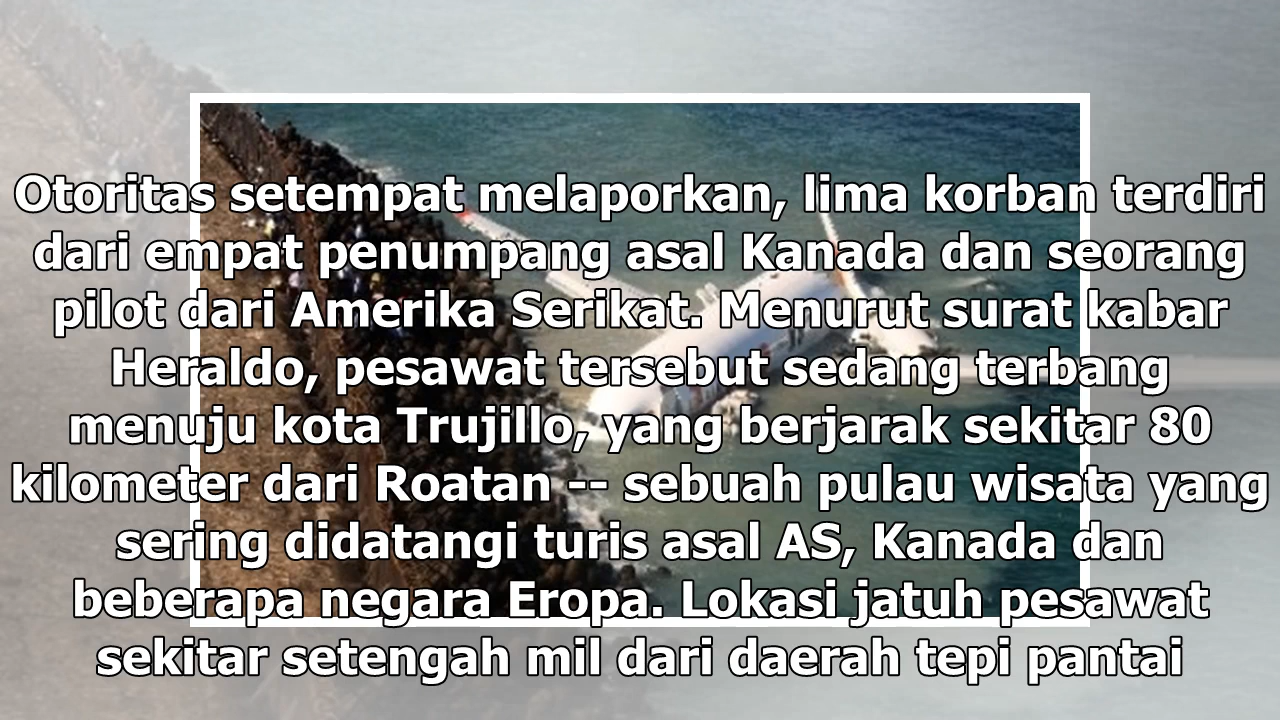 Otoritas setempat melaporkan, lima korban terdiri
dari empat penumpang asal Kanada dan seorang
pilot dari Amerika Serikat. Menurut surat kabar
Heraldo, pesawat tersebut sedang terbang
menuju kota Trujillo, yang berjarak sekitar 80
kilometer dari Roatan -- sebuah pulau wisata yang
sering didatangi turis asal AS, Kanada dan
beberapa negara Eropa. Lokasi jatuh pesawat
sekitar setengah mil dari daerah tepi pantai